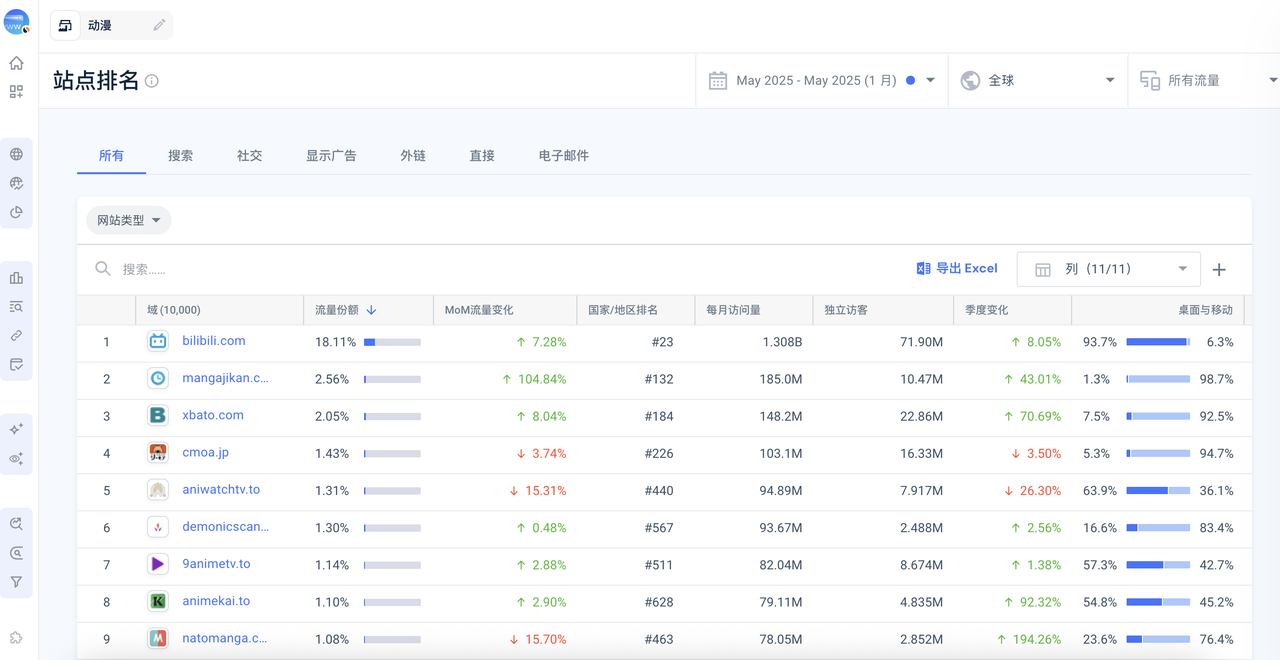 动漫
站点排名
May 2025 - May 2025 (1 月)
全球
所有流量
所有 搜索 社交 显示广告 外链 直接 电子邮件
网站类型
搜索......
导出 Excel
列（11/11）
域 (10,000) 流量份额 MoM流量变化 国家/地区排名 每月访问量 独立访客 季度变化 桌面与移动
1 bilibili.com 18.11% ↑ 7.28% #23 1.308B 71.90M ↑ 8.05% 93.7% 6.3%
2 mangajikan.c... 2.56% ↑ 104.84% #132 185.0M 10.47M ↑ 43.01% 1.3% 98.7%
3 xbato.com 2.05% ↑ 8.04% #184 148.2M 22.86M ↑ 70.69% 7.5% 92.5%
4 cmoa.jp 1.43% ↓ 3.74% #226 103.1M 16.33M ↓ 3.50% 5.3% 94.7%
5 aniwatchtv.to 1.31% ↓ 15.31% #440 94.89M 7.917M ↓ 26.30% 63.9% 36.1%
6 demonicscan... 1.30% ↑ 0.48% #567 93.67M 2.488M ↑ 2.56% 16.6% 83.4%
7 9animetv.to 1.14% ↑ 2.88% #511 82.04M 8.674M ↑ 1.38% 57.3% 42.7%
8 animekai.to 1.10% ↑ 2.90% #628 79.11M 4.835M ↑ 92.32% 54.8% 45.2%
9 natomanga.c... 1.08% ↓ 15.70% #463 78.05M 2.852M ↑ 194.26% 23.6% 76.4%